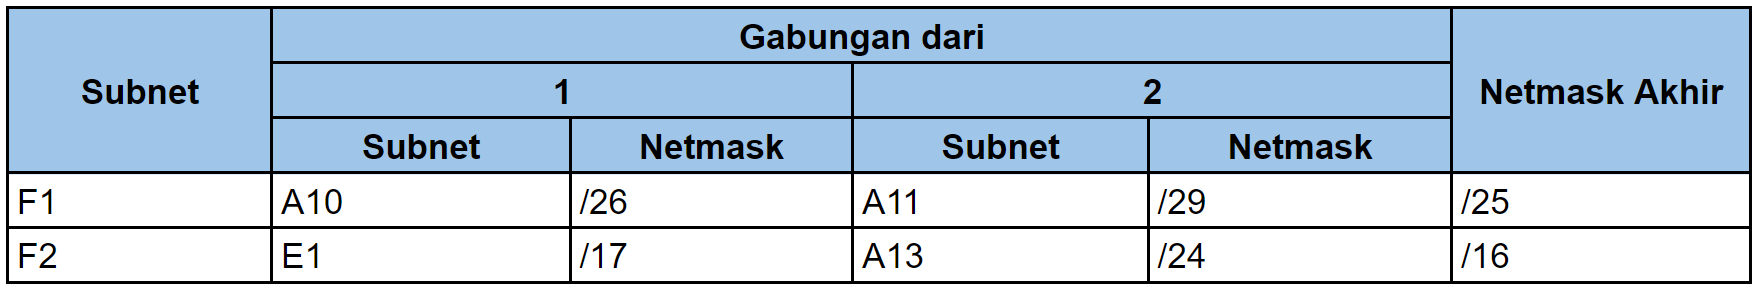 Subnet
Gabungan dari
Netmask Akhir
1
2
Subnet
Netmask
Subnet
Netmask
F1 A10 /26 A11 /29 /25
F2 E1 /17 A13 /24 /16